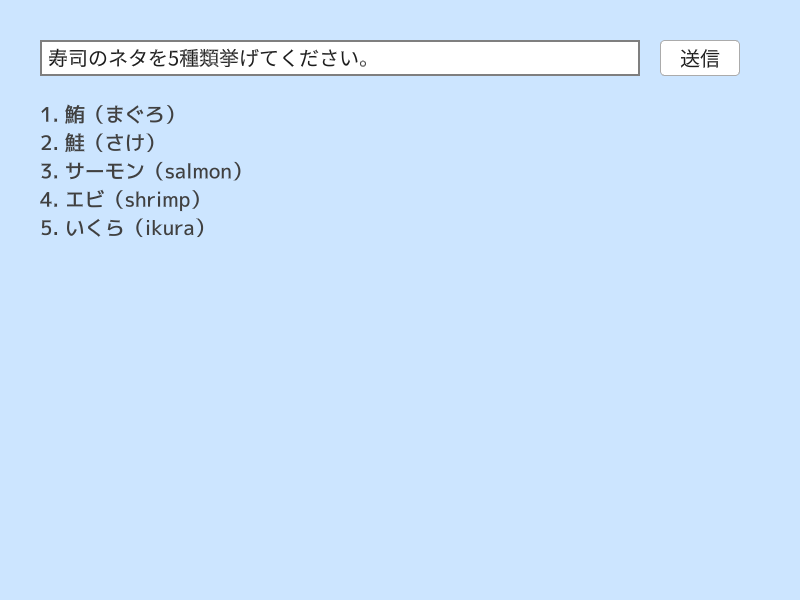 寿司のネタを5種類挙げてください。
送信
1. 鮪（まぐろ）
2. 鮭（さけ）
3. サーモン（salmon）
4. エビ（shrimp）
5. いくら（ikura）